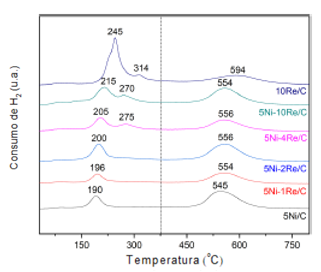 Consumo de H2 (u.a.)
245
314
594
10Re/C
215
270
554
5Ni-10Re/C
205
275
556
5Ni-4Re/C
200
556
5Ni-2Re/C
196
554
5Ni-1Re/C
190
545
5Ni/C
150 300 450 600 750
Temperatura (°C)